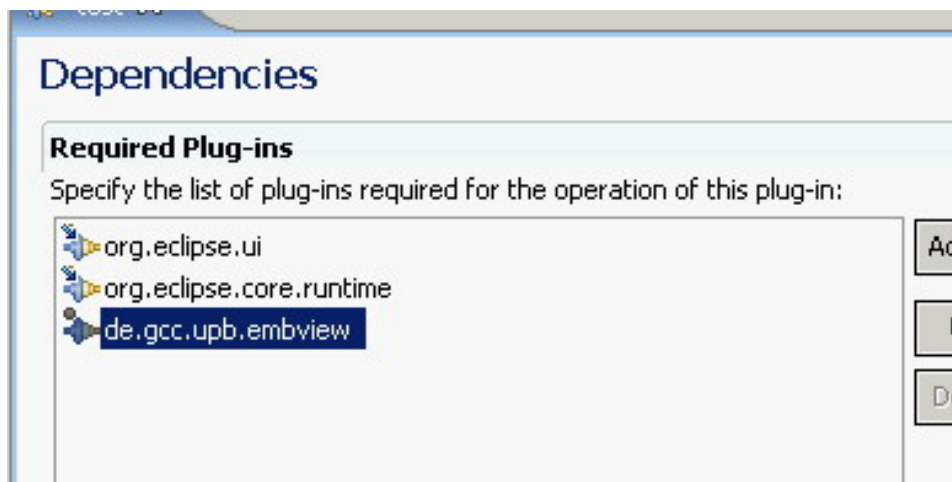 Dependencies
Required Plug-ins
Specify the list of plug-ins required for the operation of this plug-in:
org.eclipse.ui
org.eclipse.core.runtime
de.gcc.upb.embview